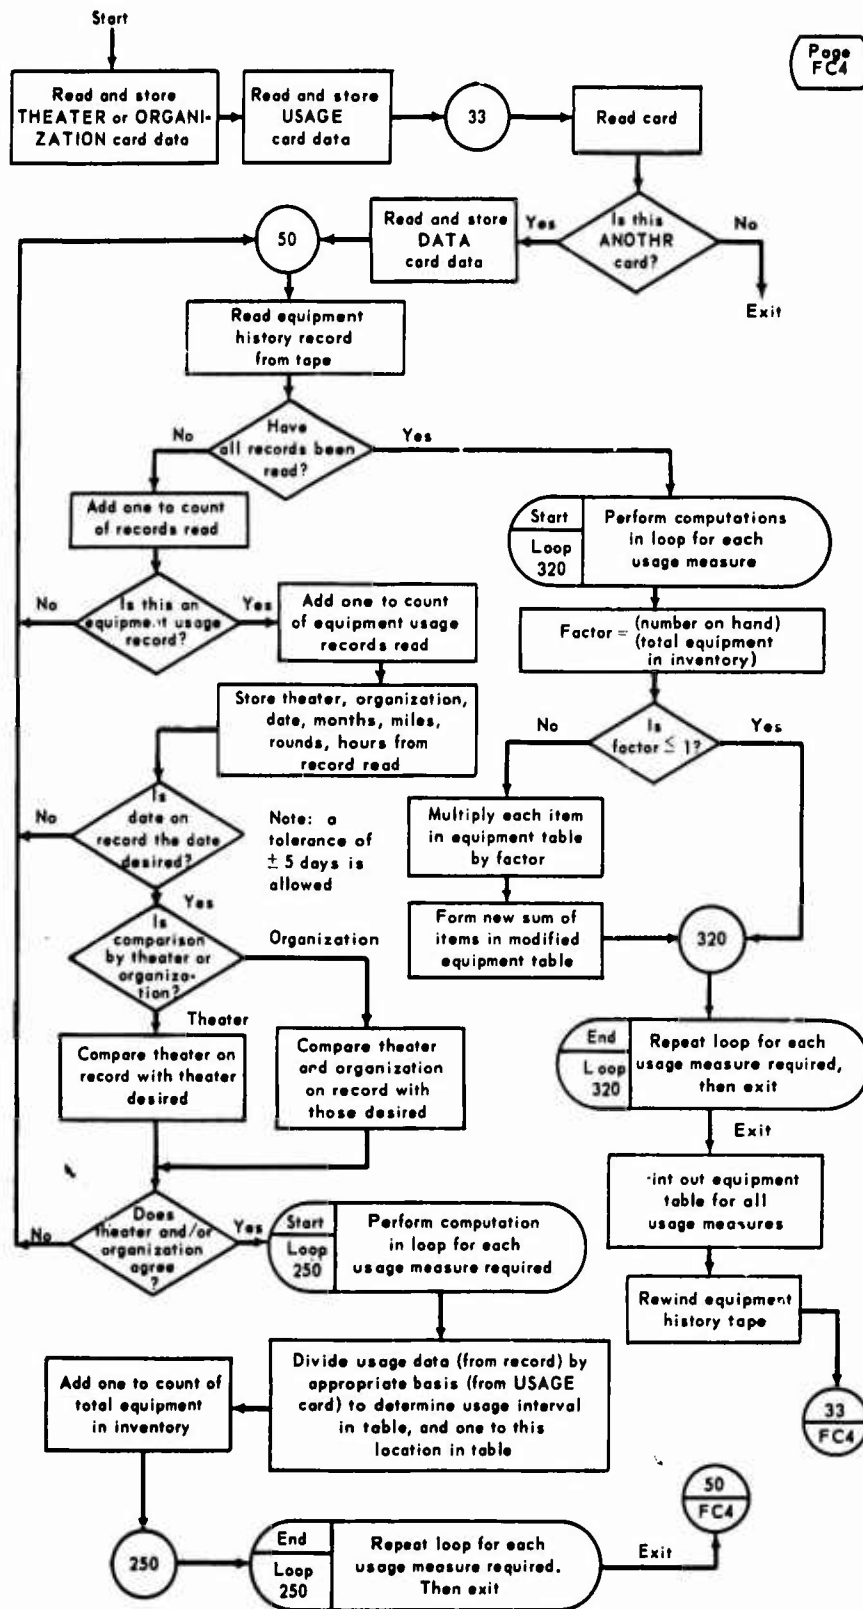 Start
Page
FC4
Read and store
THEATER or ORGANI-
ZATION card data
Read and store
USAGE
card data
33
Read card
Is this
ANOTHR
card?
Yes
No
Exit
Read and store
DATA
card data
50
Read equipment
history record
from tape
Have
all records been
read?
No
Yes
Add one to count
of records read
Is this an
equipment usage
record?
No
Yes
Add one to count
of equipment usage
records read
Store theater, organization,
date, months, miles,
rounds, hours from
record read
Is
date on
record the date
desired?
No
Yes
Note: a
tolerance of
± 5 days is
allowed
Is
comparison
by theater or
organiza-
tion?
Organization
Theater
Compare theater on
record with theater
desired
Compare theater
and organization
on record with
those desired
Does
theater and/or
organization
agree
?
No
Yes
Start
Loop
250
Perform computation
in loop for each
usage measure required
Divide usage data (from record) by
appropriate basis (from USAGE
card) to determine usage interval
in table, and one to this
location in table
Add one to count of
total equipment
in inventory
250
End
Loop
250
Repeat loop for each
usage measure required.
Then exit
Exit
50
FC4
Start
Loop
320
Perform computations
in loop for each
usage measure
Factor = (number on hand)
(total equipment
in inventory)
Is
factor ≤ 1?
No
Yes
Multiply each item
in equipment table
by factor
Form new sum of
items in modified
equipment table
320
End
Loop
320
Repeat loop for each
usage measure required,
then exit
Exit
-int out equipment
table for all
usage measures
Rewind equipment
history tape
33
FC4